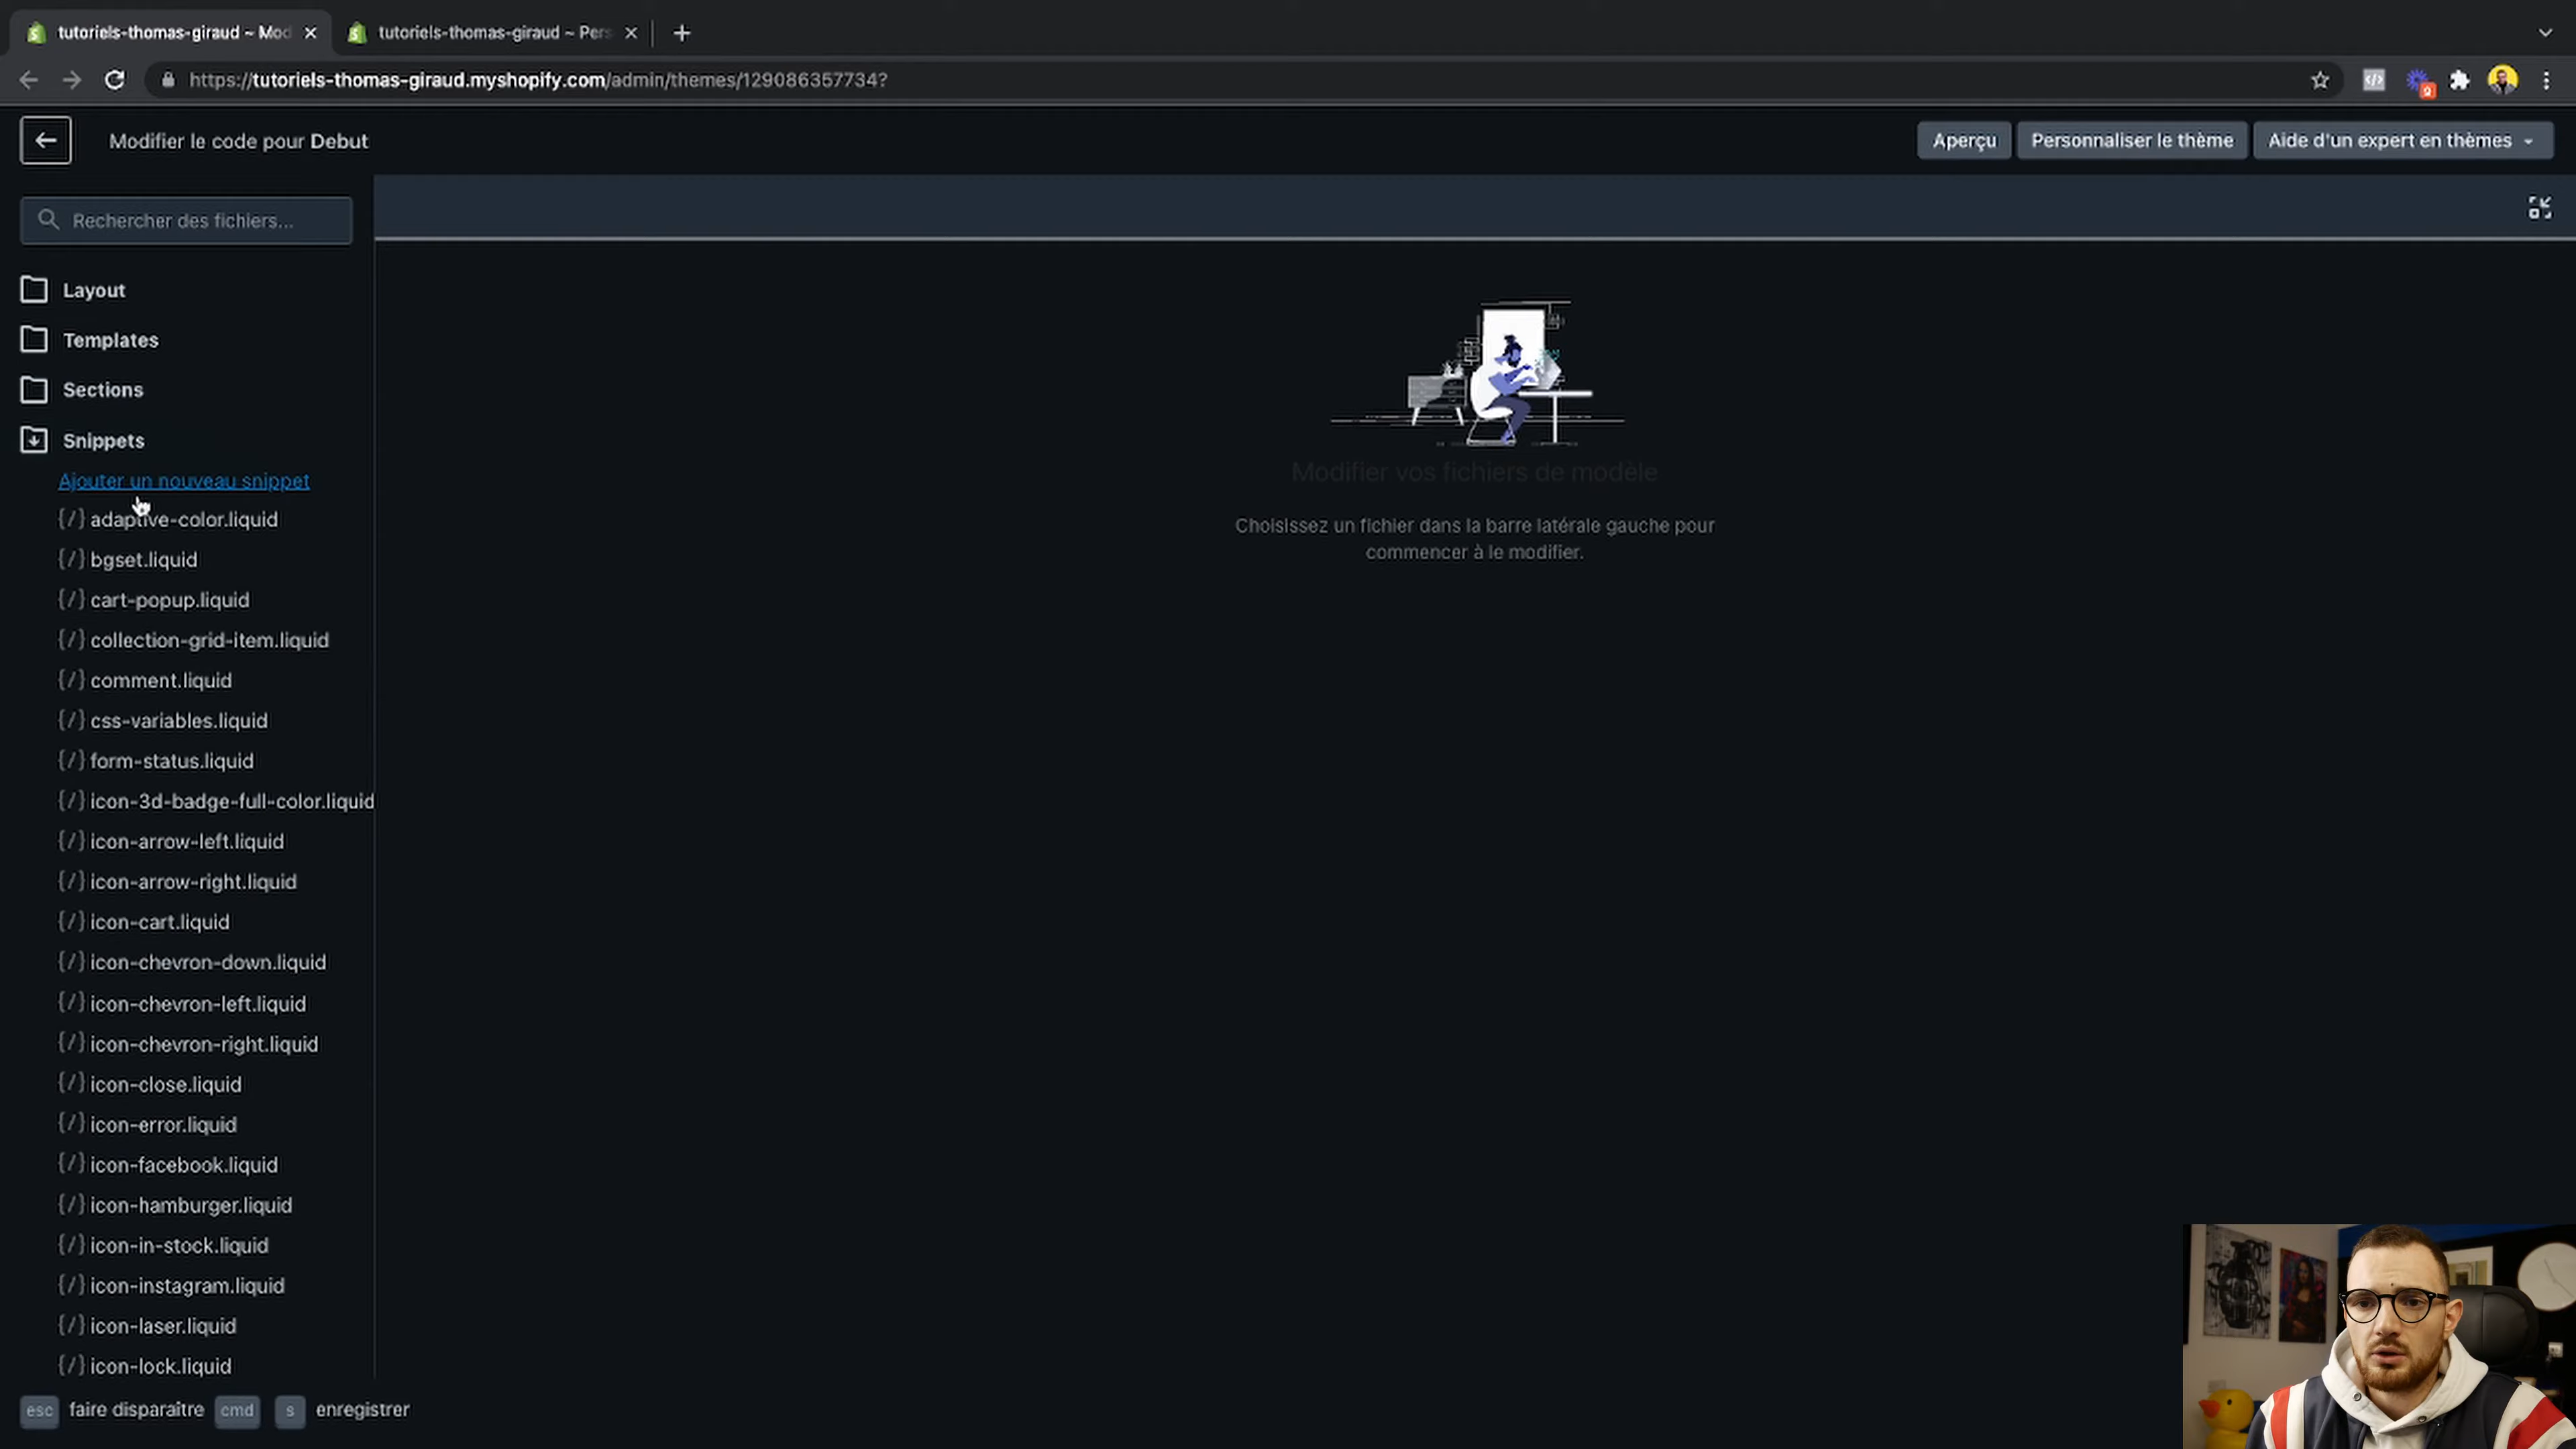 tutoriels-thomas-giraud ~ Mod
tutoriels-thomas-giraud ~ Pers
https://tutoriels-thomas-giraud.myshopify.com/admin/themes/129086357734?
Modifier le code pour Debut
Aperçu
Personnaliser le thème
Aide d'un expert en thèmes
Rechercher des fichiers...
Layout
Templates
Sections
Snippets
Ajouter un nouveau snippet
{/} adaptive-color.liquid
{/} bgset.liquid
{/} cart-popup.liquid
{/} collection-grid-item.liquid
{/} comment.liquid
{/} css-variables.liquid
{/} form-status.liquid
{/} icon-3d-badge-full-color.liquid
{/} icon-arrow-left.liquid
{/} icon-arrow-right.liquid
{/} icon-cart.liquid
{/} icon-chevron-down.liquid
{/} icon-chevron-left.liquid
{/} icon-chevron-right.liquid
{/} icon-close.liquid
{/} icon-error.liquid
{/} icon-facebook.liquid
{/} icon-hamburger.liquid
{/} icon-in-stock.liquid
{/} icon-instagram.liquid
{/} icon-laser.liquid
{/} icon-lock.liquid
Modifier vos fichiers de modèle
Choisissez un fichier dans la barre latérale gauche pour
commencer à le modifier.
esc faire disparaître cmd s enregistrer